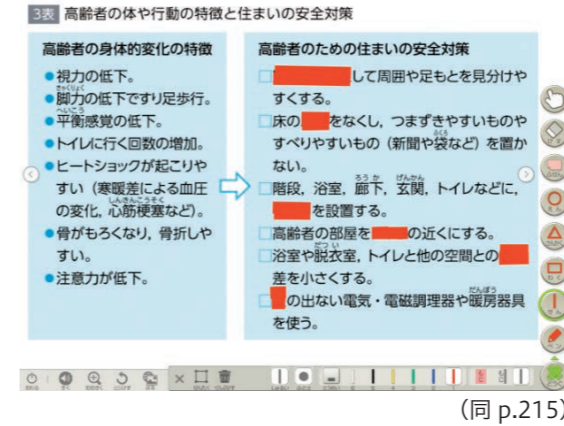 3表 高齢者の体や行動の特徴と住まいの安全対策
高齢者の身体的変化の特徴
●視力の低下。
●脚力の低下ですり足歩行。
●平衡感覚の低下。
●トイレに行く回数の増加。
●ヒートショックが起こりや
すい（寒暖差による血圧
の変化，心筋梗塞など）。
●骨がもろくなり，骨折しや
すい。
●注意力が低下。
高齢者のための住まいの安全対策
□して周囲や足もとを見分けや
すくする。
□床のをなくし，つまずきやすいものや
すべりやすいもの（新聞や袋など）を置か
ない。
□階段，浴室，廊下，玄関，トイレなどに，
を設置する。
□高齢者の部屋をの近くにする。
□浴室や脱衣室，トイレと他の空間との
差を小さくする。
□の出ない電気・電磁調理器や暖房器具
を使う。
（同 p.215）